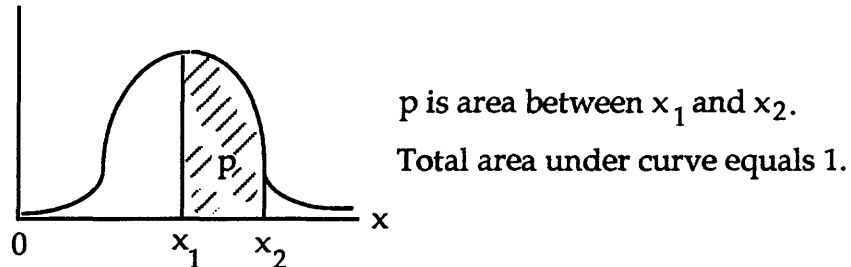 p is area between x₁ and x₂.
Total area under curve equals 1.
p
x
0
x₁
x₂